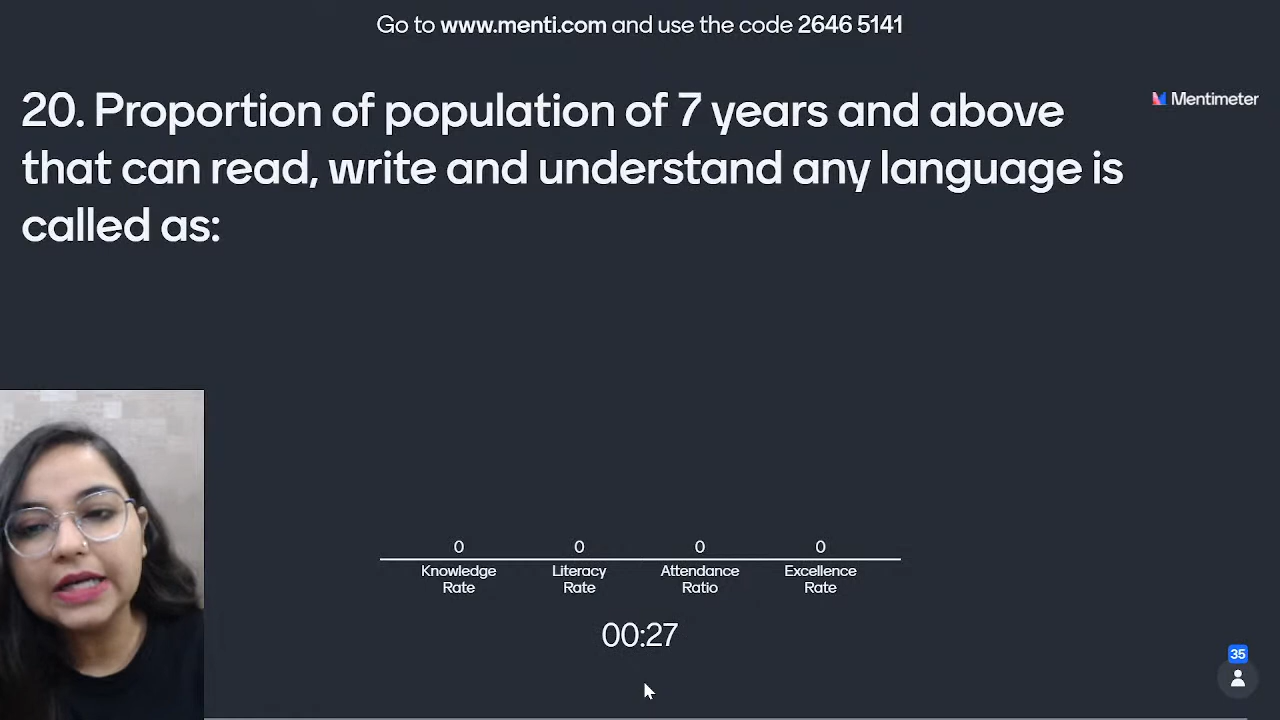 Go to www.menti.com and use the code 2646 5141
20. Proportion of population of 7 years and above
that can read, write and understand any language is
called as:
Mentimeter
0 0 0 0
Knowledge Literacy Attendance Excellence
Rate Rate Ratio Rate
00:27
35